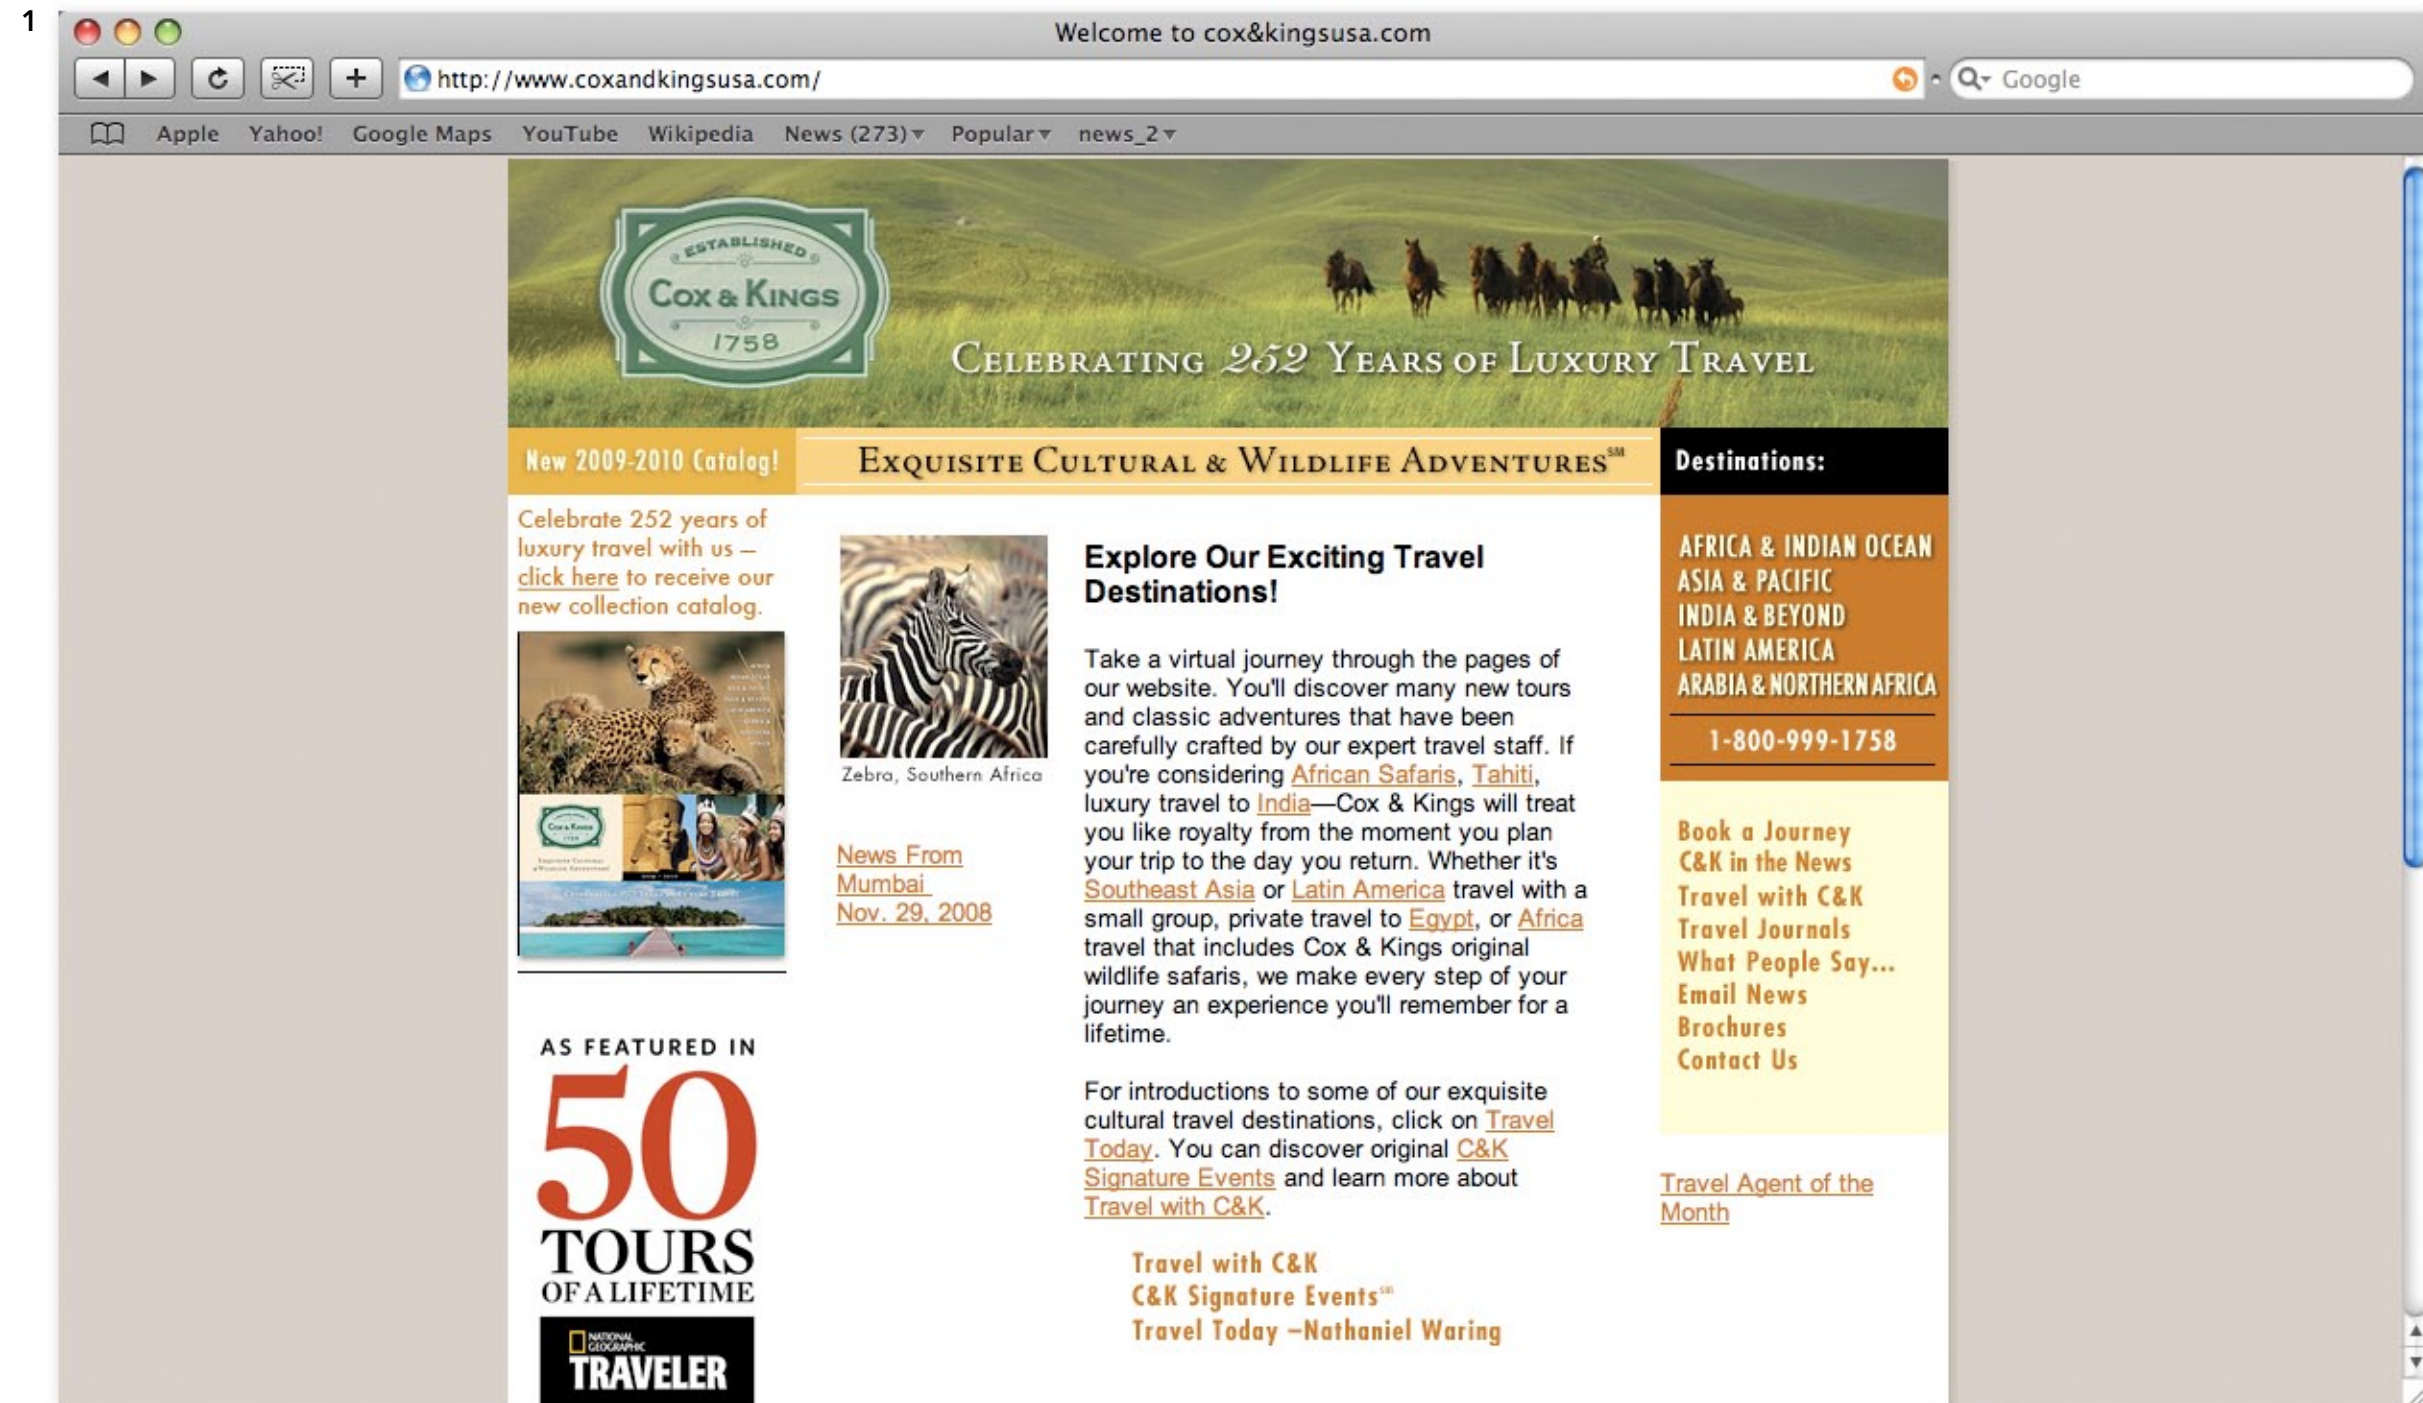 1
Welcome to cox&kingsusa.com
http://www.coxandkingsusa.com/
Google
Apple Yahoo! Google Maps YouTube Wikipedia News (273) Popular news_2
ESTABLISHED
COX & KINGS
1758
CELEBRATING 252 YEARS OF LUXURY TRAVEL
New 2009-2010 Catalog!
EXQUISITE CULTURAL & WILDLIFE ADVENTURES℠
Destinations:
Celebrate 252 years of
luxury travel with us –
click here to receive our
new collection catalog.
AS FEATURED IN
50
TOURS
OF A LIFETIME
NATIONAL
GEOGRAPHIC
TRAVELER
Zebra, Southern Africa
News From
Mumbai
Nov. 29, 2008
Explore Our Exciting Travel
Destinations!
Take a virtual journey through the pages of
our website. You'll discover many new tours
and classic adventures that have been
carefully crafted by our expert travel staff. If
you're considering African Safaris, Tahiti,
luxury travel to India—Cox & Kings will treat
you like royalty from the moment you plan
your trip to the day you return. Whether it's
Southeast Asia or Latin America travel with a
small group, private travel to Egypt, or Africa
travel that includes Cox & Kings original
wildlife safaris, we make every step of your
journey an experience you'll remember for a
lifetime.
For introductions to some of our exquisite
cultural travel destinations, click on Travel
Today. You can discover original C&K
Signature Events and learn more about
Travel with C&K.
Travel with C&K
C&K Signature Events℠
Travel Today –Nathaniel Waring
AFRICA & INDIAN OCEAN
ASIA & PACIFIC
INDIA & BEYOND
LATIN AMERICA
ARABIA & NORTHERN AFRICA
1-800-999-1758
Book a Journey
C&K in the News
Travel with C&K
Travel Journals
What People Say...
Email News
Brochures
Contact Us
Travel Agent of the
Month